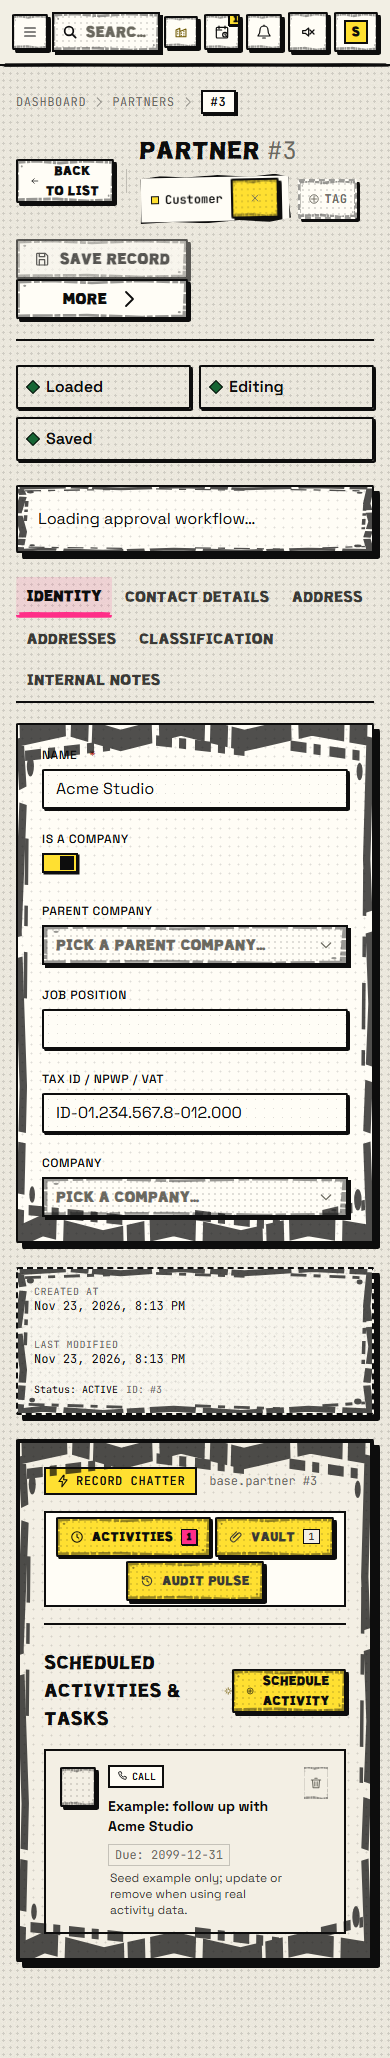 SEARC…
1
S
DASHBOARD > PARTNERS > #3
BACK
TO LIST
PARTNER #3
Customer
TAG
SAVE RECORD
MORE
Loaded
Editing
Saved
Loading approval workflow…
IDENTITY
CONTACT DETAILS
ADDRESS
ADDRESSES
CLASSIFICATION
INTERNAL NOTES
NAME *
Acme Studio
IS A COMPANY
PARENT COMPANY
PICK A PARENT COMPANY…
JOB POSITION
TAX ID / NPWP / VAT
ID-01.234.567.8-012.000
COMPANY
PICK A COMPANY…
CREATED AT
Nov 23, 2026, 8:13 PM
LAST MODIFIED
Nov 23, 2026, 8:13 PM
Status: ACTIVE ID: #3
RECORD CHATTER
base.partner #3
ACTIVITIES 1
VAULT 1
AUDIT PULSE
SCHEDULED
ACTIVITIES &
TASKS
SCHEDULE
ACTIVITY
CALL
Example: follow up with
Acme Studio
Due: 2099-12-31
Seed example only; update or
remove when using real
activity data.